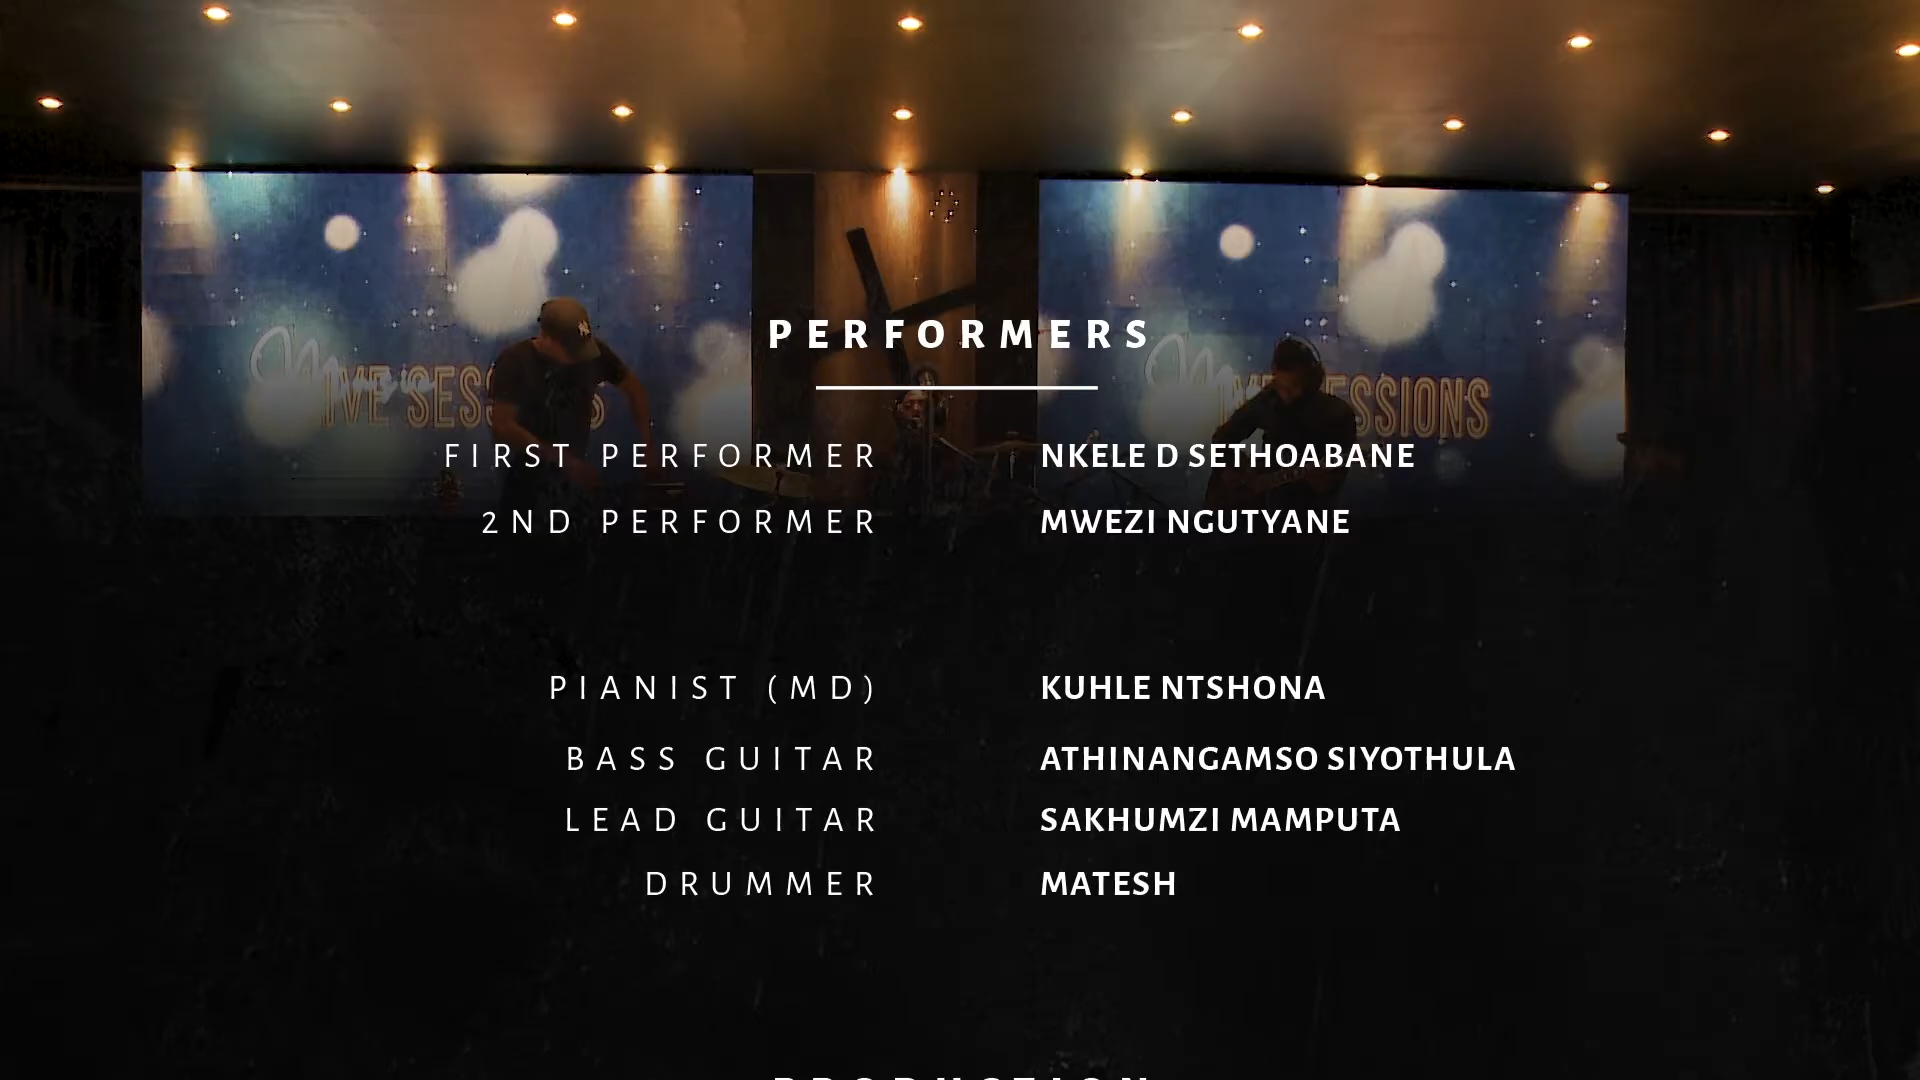 PERFORMERS
FIRST PERFORMER NKELE D SETHOABANE
2ND PERFORMER MWEZI NGUTYANE
PIANIST (MD) KUHLE NTSHONA
BASS GUITAR ATHINANGAMSO SIYOTHULA
LEAD GUITAR SAKHUMZI MAMPUTA
DRUMMER MATESH
PRODUCTION